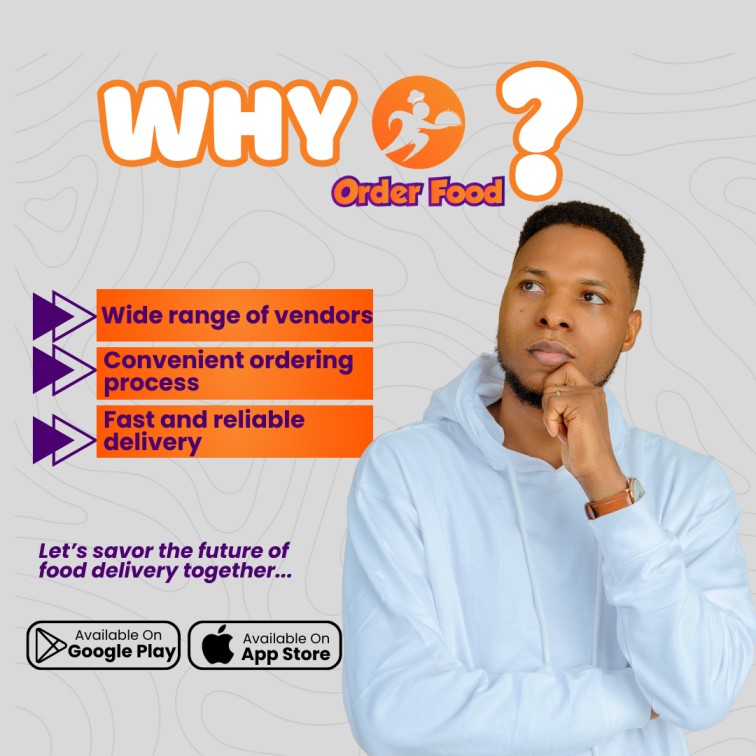 WHY ?
Order Food
Wide range of vendors
Convenient ordering
process
Fast and reliable
delivery
Let's savor the future of
food delivery together...
Available On
Google Play
Available On
App Store